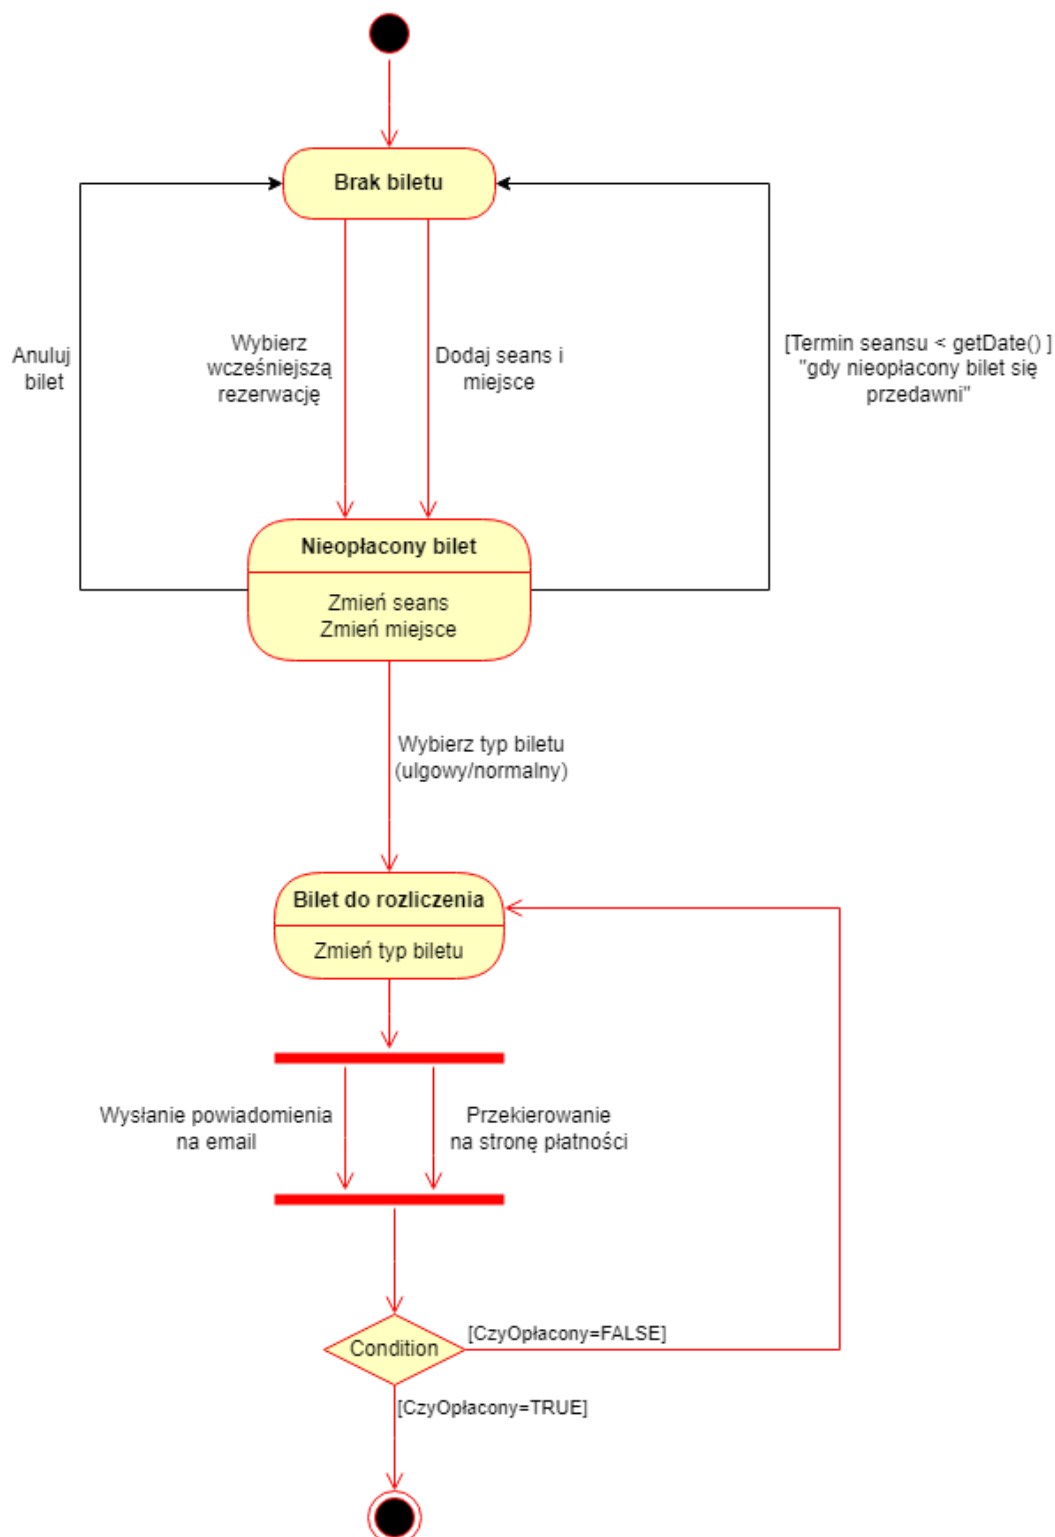 Brak biletu
Anuluj
bilet
Wybierz
wcześniejszą
rezerwację
Dodaj seans i
miejsce
[Termin seansu < getDate() ]
"gdy nieopłacony bilet się
przedawni"
Nieopłacony bilet
Zmień seans
Zmień miejsce
Wybierz typ biletu
(ulgowy/normalny)
Bilet do rozliczenia
Zmień typ biletu
Wysłanie powiadomienia
na email
Przekierowanie
na stronę płatności
Condition
[CzyOpłacony=FALSE]
[CzyOpłacony=TRUE]